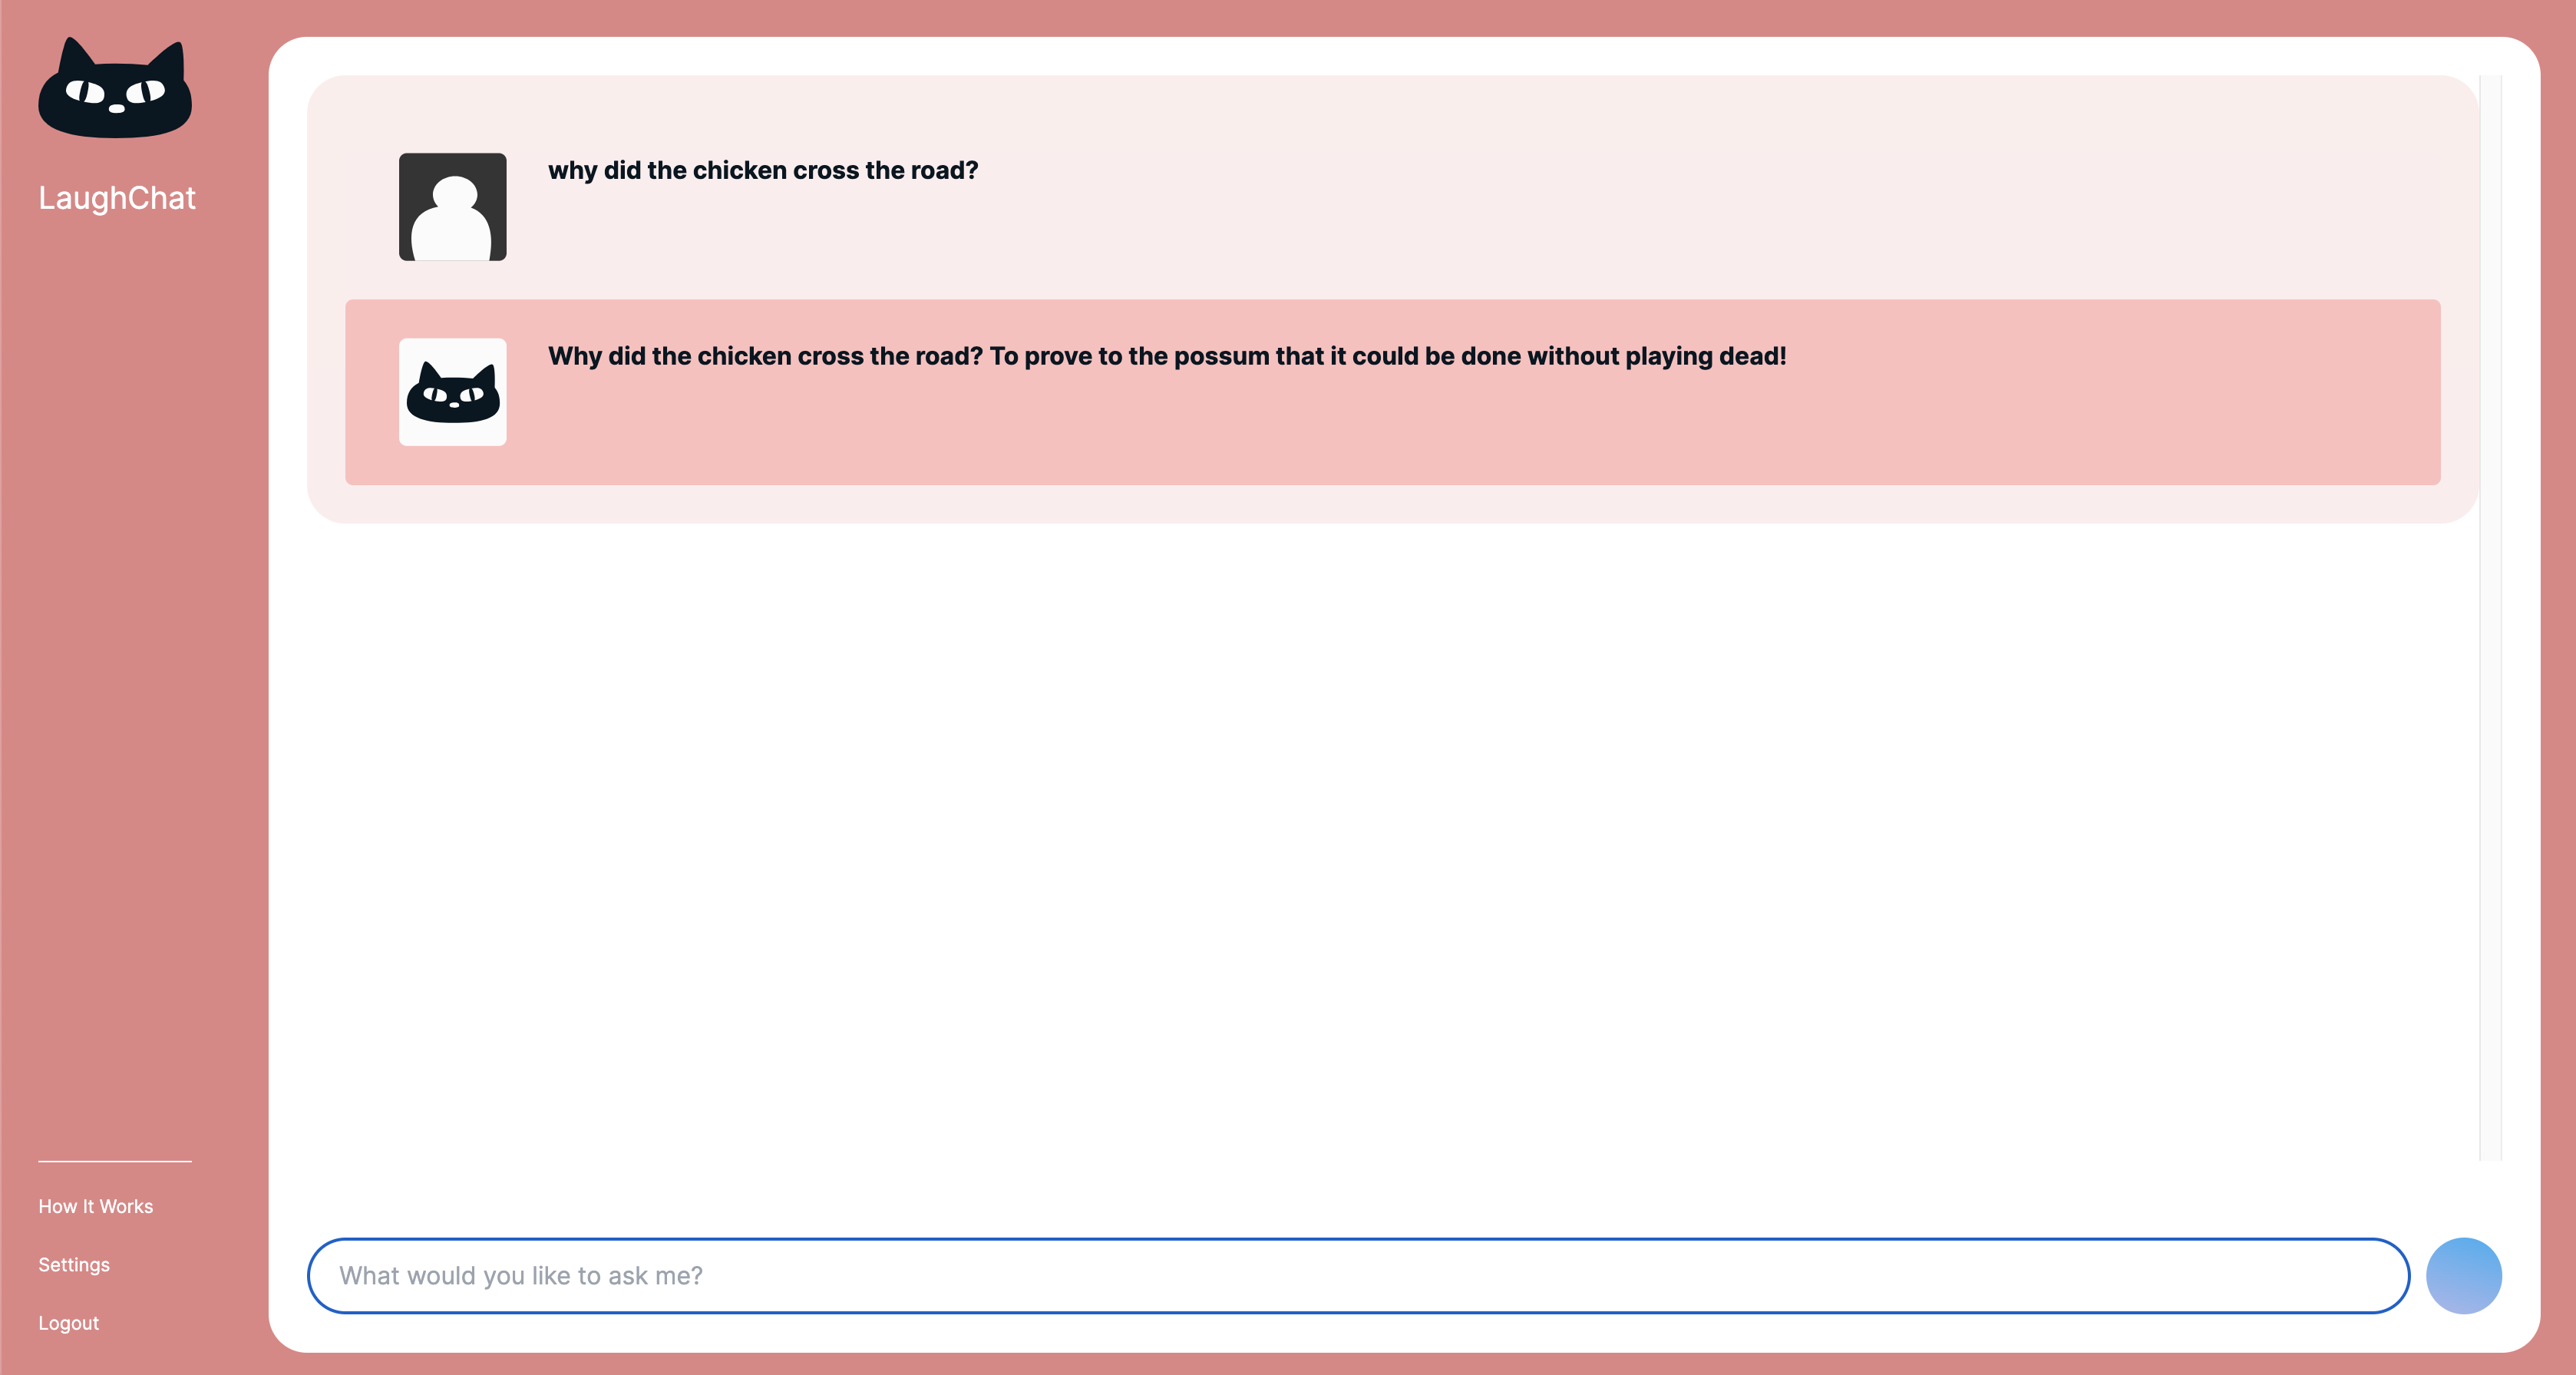 LaughChat
why did the chicken cross the road?
Why did the chicken cross the road? To prove to the possum that it could be done without playing dead!
How It Works
Settings
Logout
What would you like to ask me?